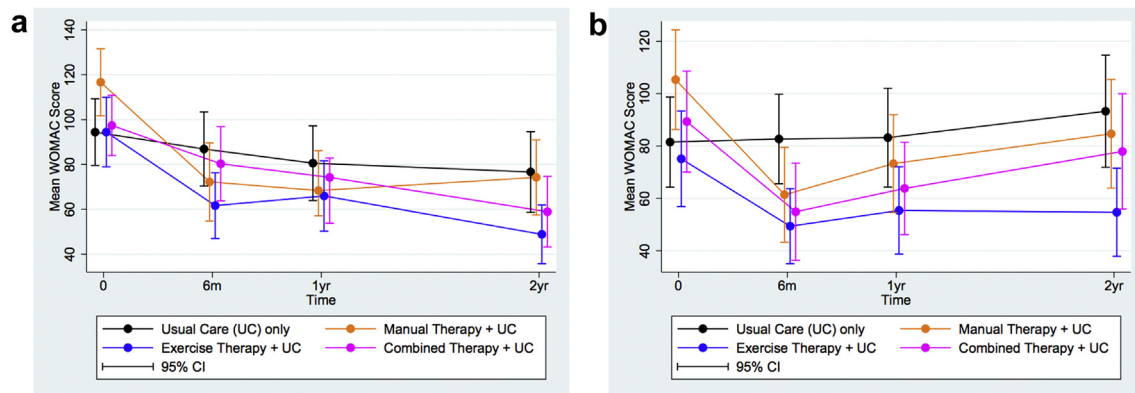 a
Mean WOMAC Score
140
120
100
80
60
40
0
6m
1yr
2yr
Time
Usual Care (UC) only
Manual Therapy + UC
Exercise Therapy + UC
Combined Therapy + UC
95% CI
b
Mean WOMAC Score
120
100
80
60
40
0
6m
1yr
2yr
Time
Usual Care (UC) only
Manual Therapy + UC
Exercise Therapy + UC
Combined Therapy + UC
95% CI